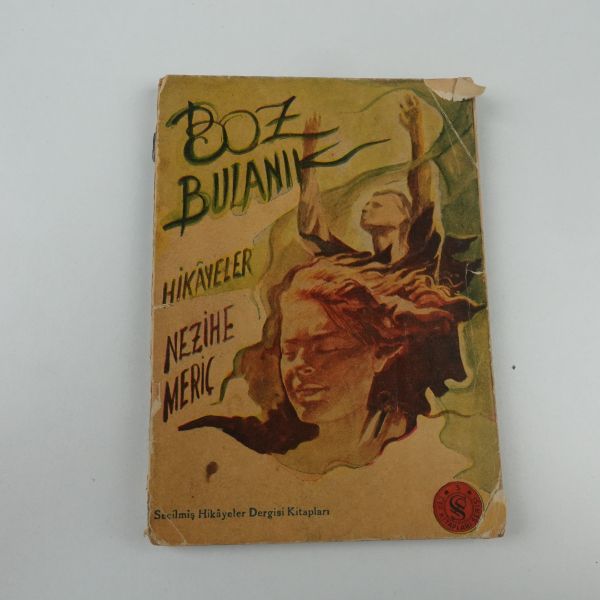 BOZ
BULANIK
HİKÂYELER
NEZİHE
MERİÇ
Seçilmiş Hikâyeler Dergisi Kitapları